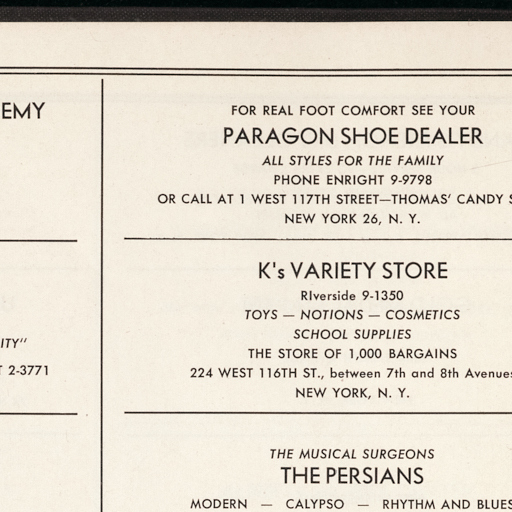 EMY
ITY"
T 2-3771
FOR REAL FOOT COMFORT SEE YOUR
PARAGON SHOE DEALER
ALL STYLES FOR THE FAMILY
PHONE ENRIGHT 9-9798
OR CALL AT 1 WEST 117TH STREET—THOMAS' CANDY S
NEW YORK 26, N. Y.
K's VARIETY STORE
RIverside 9-1350
TOYS — NOTIONS — COSMETICS
SCHOOL SUPPLIES
THE STORE OF 1,000 BARGAINS
224 WEST 116TH ST., between 7th and 8th Avenues
NEW YORK, N. Y.
THE MUSICAL SURGEONS
THE PERSIANS
MODERN — CALYPSO — RHYTHM AND BLUES